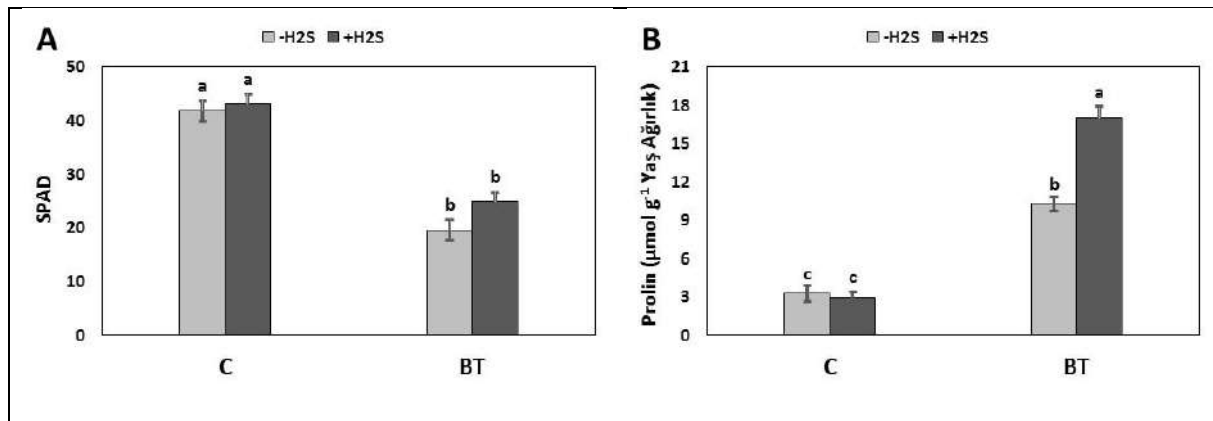 A
-H2S +H2S
50
40
30
20
10
0
SPAD
a a
b b
C BT
B
-H2S +H2S
21
18
15
12
9
6
3
0
Prolin (µmol g⁻¹ Yaş Ağırlık)
c c
b a
C BT